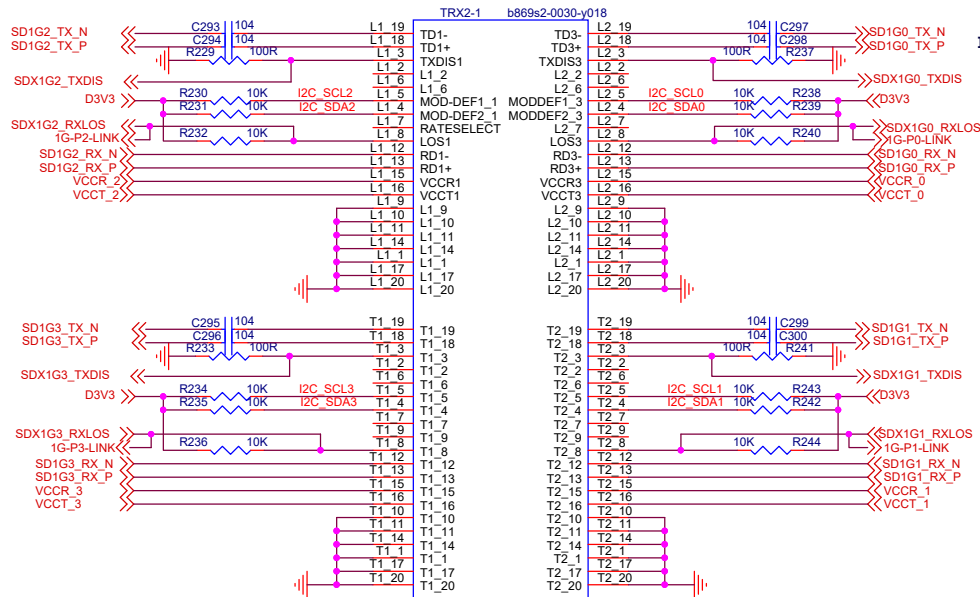 TRX2-1 b869s2-0030-y018
SD1G2_TX_N C293 104 L1_19 TD1- TD3- L2_19 C297 104 SD1G0_TX_N
SD1G2_TX_P C294 104 L1_18 TD1+ TD3+ L2_18 104 C298 SD1G0_TX_P
R229 100R L1_3 TXDIS1 TXDIS3 L2_3 100R R237
L1_2 L1_2 L2_2 L2_2
SDX1G2_TXDIS L1_6 L1_6 L2_6 L2_6 SDX1G0_TXDIS
D3V3 R230 10K I2C_SCL2 L1_5 MOD-DEF1_1 MODDEF1_3 L2_5 I2C_SCL0 10K R238 D3V3
R231 10K I2C_SDA2 L1_4 MOD-DEF2_1 MODDEF2_3 L2_4 I2C_SDA0 10K R239
SDX1G2_RXLOS L1_7 RATESELECT L2_7 L2_7 SDX1G0_RXLOS
1G-P2-LINK R232 10K L1_8 LOS1 LOS3 L2_8 10K R240 1G-P0-LINK
SD1G2_RX_N L1_12 RD1- RD3- L2_12 SD1G0_RX_N
SD1G2_RX_P L1_13 RD1+ RD3+ L2_13 SD1G0_RX_P
VCCR_2 L1_15 VCCR1 VCCR3 L2_15 VCCR_0
VCCT_2 L1_16 VCCT1 VCCT3 L2_16 VCCT_0
L1_9 L1_9 L2_9 L2_9
L1_10 L1_10 L2_10 L2_10
L1_11 L1_11 L2_11 L2_11
L1_14 L1_14 L2_14 L2_14
L1_1 L1_1 L2_1 L2_1
L1_17 L1_17 L2_17 L2_17
L1_20 L1_20 L2_20 L2_20
SD1G3_TX_N C295 104 T1_19 T1_19 T2_19 T2_19 104 C299 SD1G1_TX_N
SD1G3_TX_P C296 104 T1_18 T1_18 T2_18 T2_18 104 C300 SD1G1_TX_P
R233 100R T1_3 T1_3 T2_3 T2_3 100R R241
T1_2 T1_2 T2_2 T2_2
SDX1G3_TXDIS T1_6 T1_6 T2_6 T2_6 SDX1G1_TXDIS
D3V3 R234 10K I2C_SCL3 T1_5 T1_5 T2_5 T2_5 I2C_SCL1 10K R243 D3V3
R235 10K I2C_SDA3 T1_4 T1_4 T2_4 T2_4 I2C_SDA1 10K R242
T1_7 T1_7 T2_7 T2_7
SDX1G3_RXLOS T1_9 T1_9 T2_9 T2_9 SDX1G1_RXLOS
1G-P3-LINK R236 10K T1_8 T1_8 T2_8 T2_8 10K R244 1G-P1-LINK
SD1G3_RX_N T1_12 T1_12 T2_12 T2_12 SD1G1_RX_N
SD1G3_RX_P T1_13 T1_13 T2_13 T2_13 SD1G1_RX_P
VCCR_3 T1_15 T1_15 T2_15 T2_15 VCCR_1
VCCT_3 T1_16 T1_16 T2_16 T2_16 VCCT_1
T1_10 T1_10 T2_10 T2_10
T1_11 T1_11 T2_11 T2_11
T1_14 T1_14 T2_14 T2_14
T1_1 T1_1 T2_1 T2_1
T1_17 T1_17 T2_17 T2_17
T1_20 T1_20 T2_20 T2_20